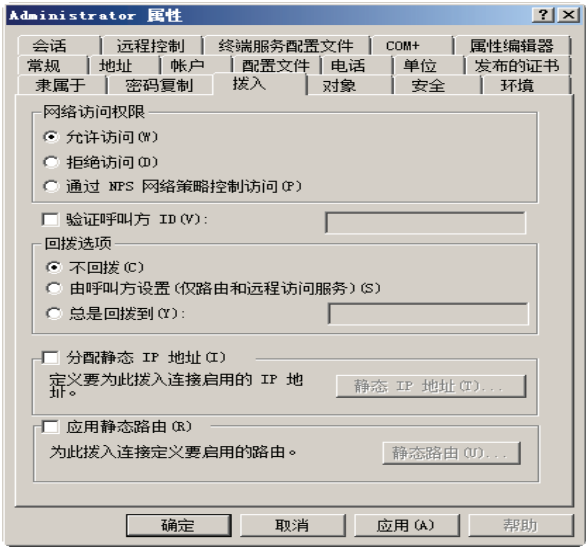 Administrator 属性
会话 远程控制 终端服务配置文件 COM+ 属性编辑器
常规 地址 帐户 配置文件 电话 单位 发布的证书
隶属于 密码复制 拨入 对象 安全 环境
网络访问权限
允许访问(W)
拒绝访问(D)
通过 NPS 网络策略控制访问(P)
验证呼叫方 ID(V):
回拨选项
不回拨(C)
由呼叫方设置(仅路由和远程访问服务)(S)
总是回拨到(Y):
分配静态 IP 地址(I)
定义要为此拨入连接启用的 IP 地
址。
静态 IP 地址(T)...
应用静态路由(R)
为此拨入连接定义要启用的路由。 静态路由(U)...
确定 取消 应用(A) 帮助